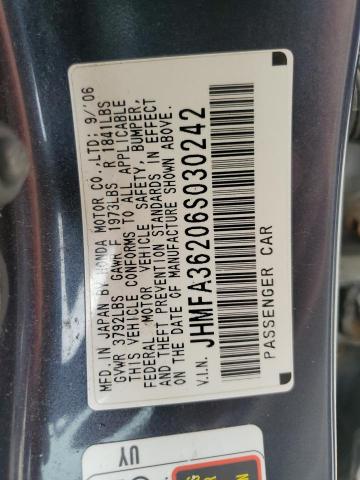 MFD. IN JAPAN BY HONDA MOTOR CO.,LTD: 9/'06
GVWR 3792LBS GAWR F 1973LBS R 1841LBS
THIS VEHICLE CONFORMS TO ALL APPLICABLE
FEDERAL MOTOR VEHICLE SAFETY, BUMPER,
AND THEFT PREVENTION STANDARDS IN EFFECT
ON THE DATE OF MANUFACTURE SHOWN ABOVE.
V.I.N. JHMFA36206S030242
PASSENGER CAR
UY